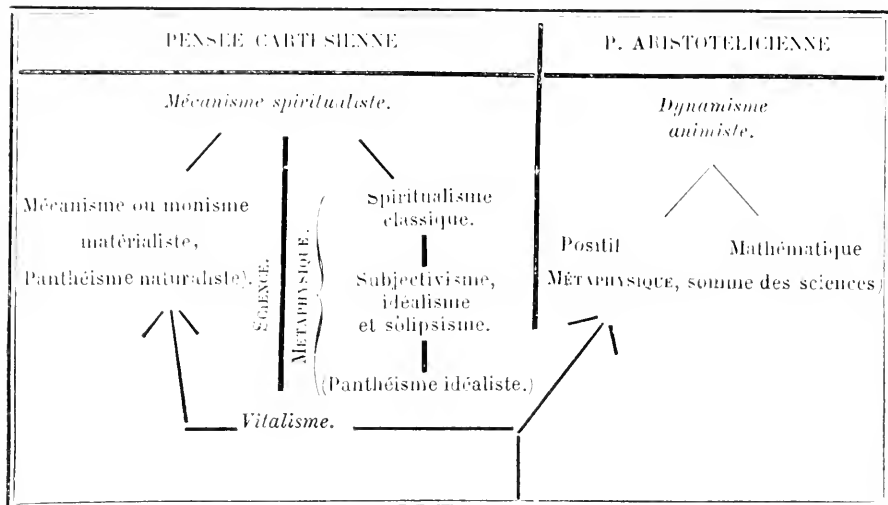 PENSÉE CARTÉSIENNE
P. ARISTOTÉLICIENNE
Mécanisme spiritualiste.
Dynamisme
animiste.
Mécanisme ou monisme
matérialiste,
Panthéisme naturaliste).
SCIENCE.
MÉTAPHYSIQUE.
Spiritualisme
classique.
Subjectivisme,
idéalisme
et solipsisme.
(Panthéisme idéaliste.)
Positif
Mathématique
MÉTAPHYSIQUE, somme des sciences)
Vitalisme.